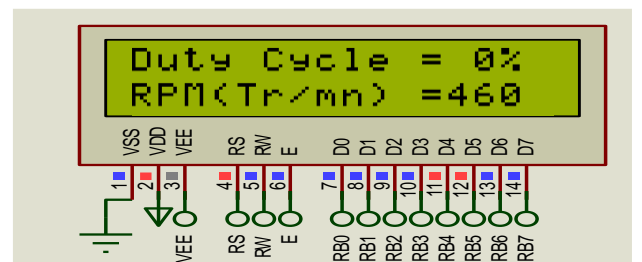 Duty Cycle = 0%
RPM(Tr/mn) =460
VSS VDD VEE RS RW E D0 D1 D2 D3 D4 D5 D6 D7
1 2 3 4 5 6 7 8 9 10 11 12 13 14
VEE RS RW E RB0 RB1 RB2 RB3 RB4 RB5 RB6 RB7